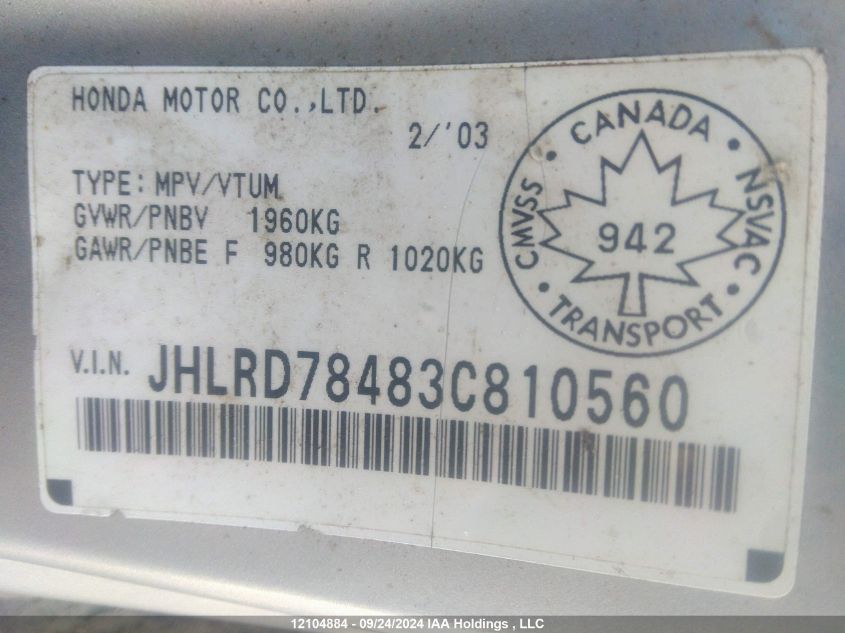 HONDA MOTOR CO.,LTD.
2/'03
TYPE: MPV/VTUM
GVWR/PNBV 1960KG
GAWR/PNBE F 980KG R 1020KG
CMVSS • CANADA • NSVAC • TRANSPORT •
942
V.I.N. JHLRD78483C810560
12104884 - 09/24/2024 IAA Holdings , LLC